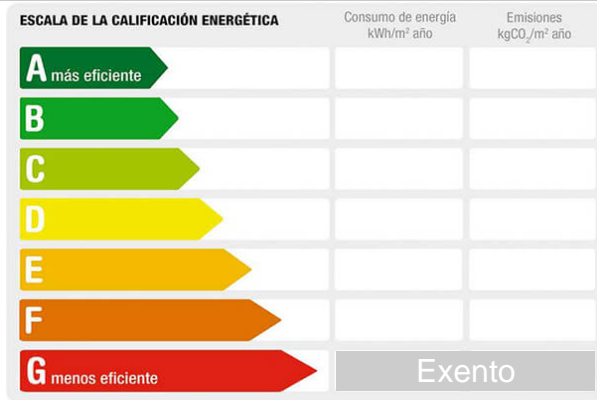 ESCALA DE LA CALIFICACIÓN ENERGÉTICA
Consumo de energía
kWh/m² año
Emisiones
kgCO₂/m² año
A más eficiente
B
C
D
E
F
G menos eficiente
Exento